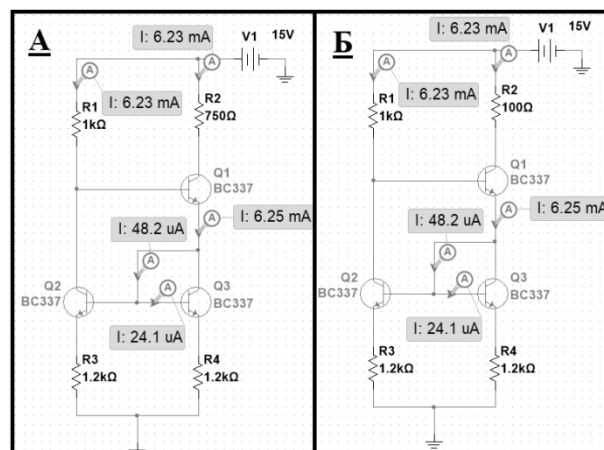 А
I: 6.23 mA
V1 15V
I: 6.23 mA
R1
1kΩ
R2
750Ω
Q1
BC337
I: 48.2 uA
I: 6.25 mA
Q2
BC337
Q3
BC337
I: 24.1 uA
R3
1.2kΩ
R4
1.2kΩ
A
A
A
A
A
Б
I: 6.23 mA
V1 15V
I: 6.23 mA
R1
1kΩ
R2
100Ω
Q1
BC337
I: 48.2 uA
I: 6.25 mA
Q2
BC337
Q3
BC337
I: 24.1 uA
R3
1.2kΩ
R4
1.2kΩ
A
A
A
A
A